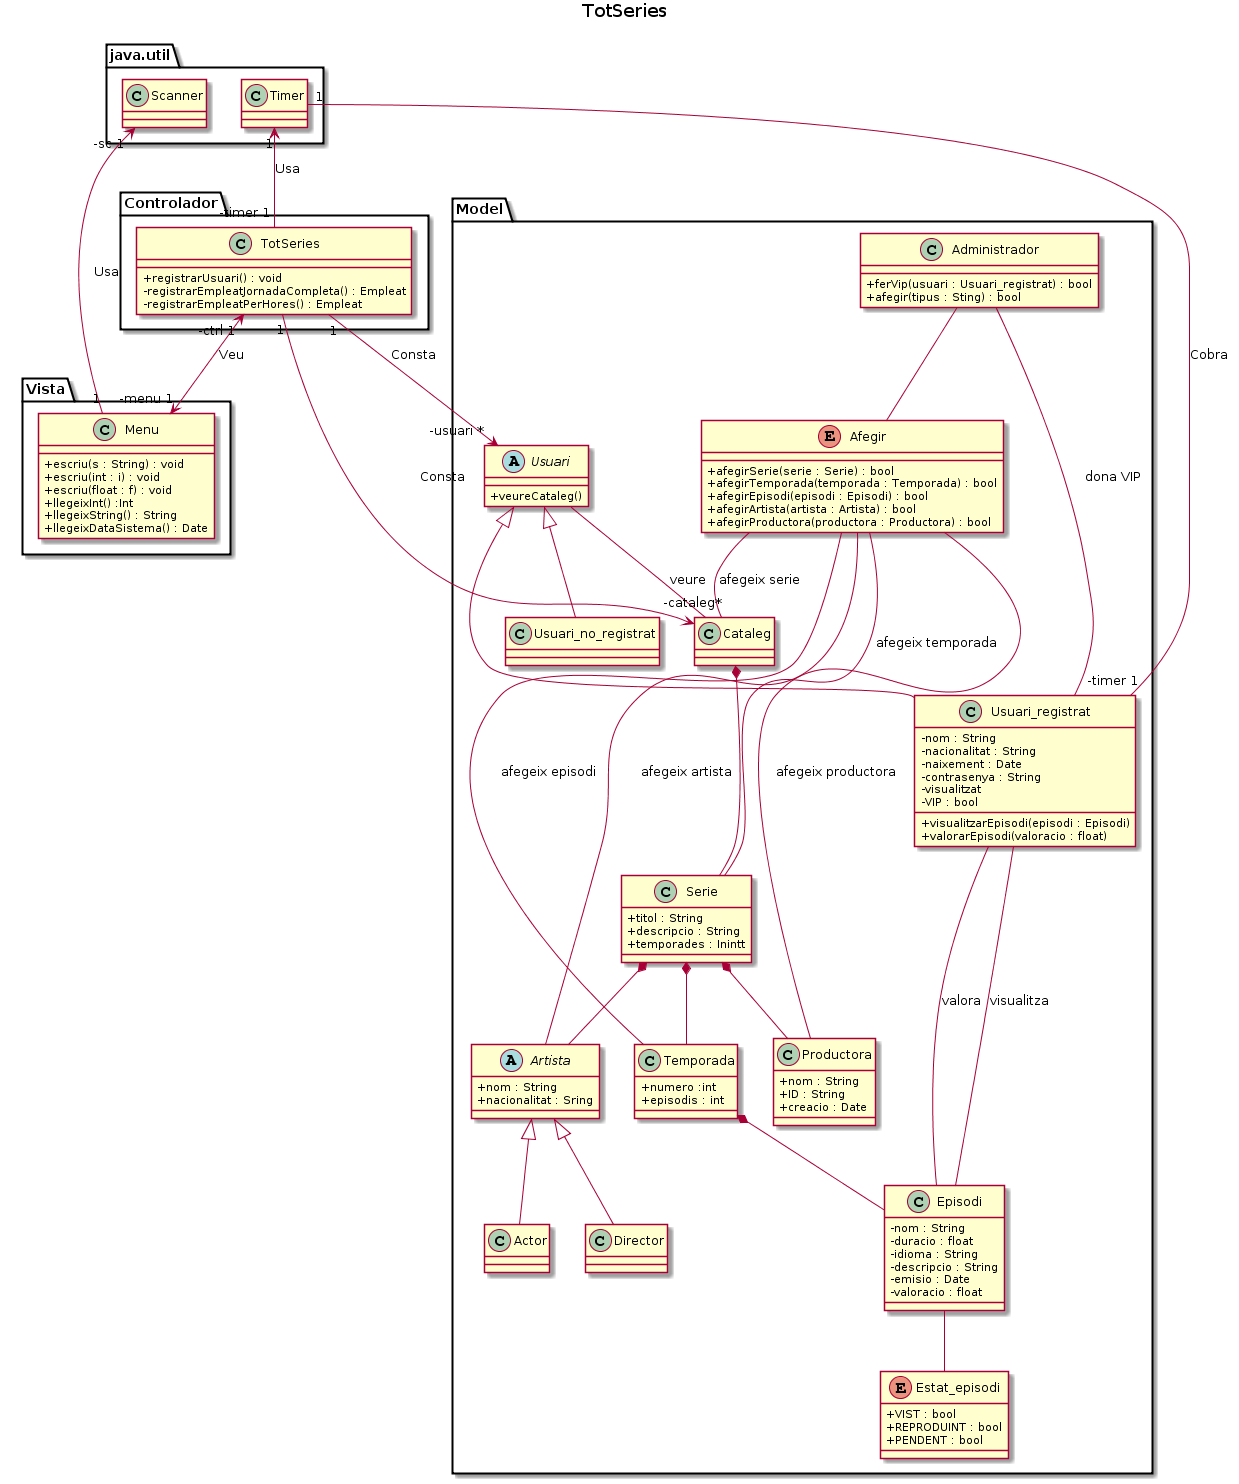 TotSeries
java.util
C Scanner
C Timer
1
-sc 1
1
Usa
Controlador
-timer 1
C TotSeries
+registrarUsuari() : void
-registrarEmpleatJornadaCompleta() : Empleat
-registrarEmpleatPerHores() : Empleat
Usa
-ctrl 1
1
1
Veu
Consta
Cobra
Vista
1
-menu 1
C Menu
+escriu(s : String) : void
+escriu(int : i) : void
+escriu(float : f) : void
+llegeixInt() :Int
+llegeixString() : String
+llegeixDataSistema() : Date
Model
C Administrador
+ferVip(usuari : Usuari_registrat) : bool
+afegir(tipus : Sting) : bool
-usuari *
A Usuari
+veureCataleg()
Consta
E Afegir
+afegirSerie(serie : Serie) : bool
+afegirTemporada(temporada : Temporada) : bool
+afegirEpisodi(episodi : Episodi) : bool
+afegirArtista(artista : Artista) : bool
+afegirProductora(productora : Productora) : bool
dona VIP
veure
afegeix serie
-cataleg*
C Usuari_no_registrat
C Cataleg
afegeix temporada
-timer 1
C Usuari_registrat
-nom : String
-nacionalitat : String
-naixement : Date
-contrasenya : String
-visualitzat
-VIP : bool
+visualitzarEpisodi(episodi : Episodi)
+valorarEpisodi(valoracio : float)
afegeix episodi
afegeix artista
afegeix productora
C Serie
+titol : String
+descripcio : String
+temporades : Inintt
valora
visualitza
A Artista
+nom : String
+nacionalitat : Sring
C Temporada
+numero :int
+episodis : int
C Productora
+nom : String
+ID : String
+creacio : Date
C Actor
C Director
C Episodi
-nom : String
-duracio : float
-idioma : String
-descripcio : String
-emisio : Date
-valoracio : float
E Estat_episodi
+VIST : bool
+REPRODUINT : bool
+PENDENT : bool